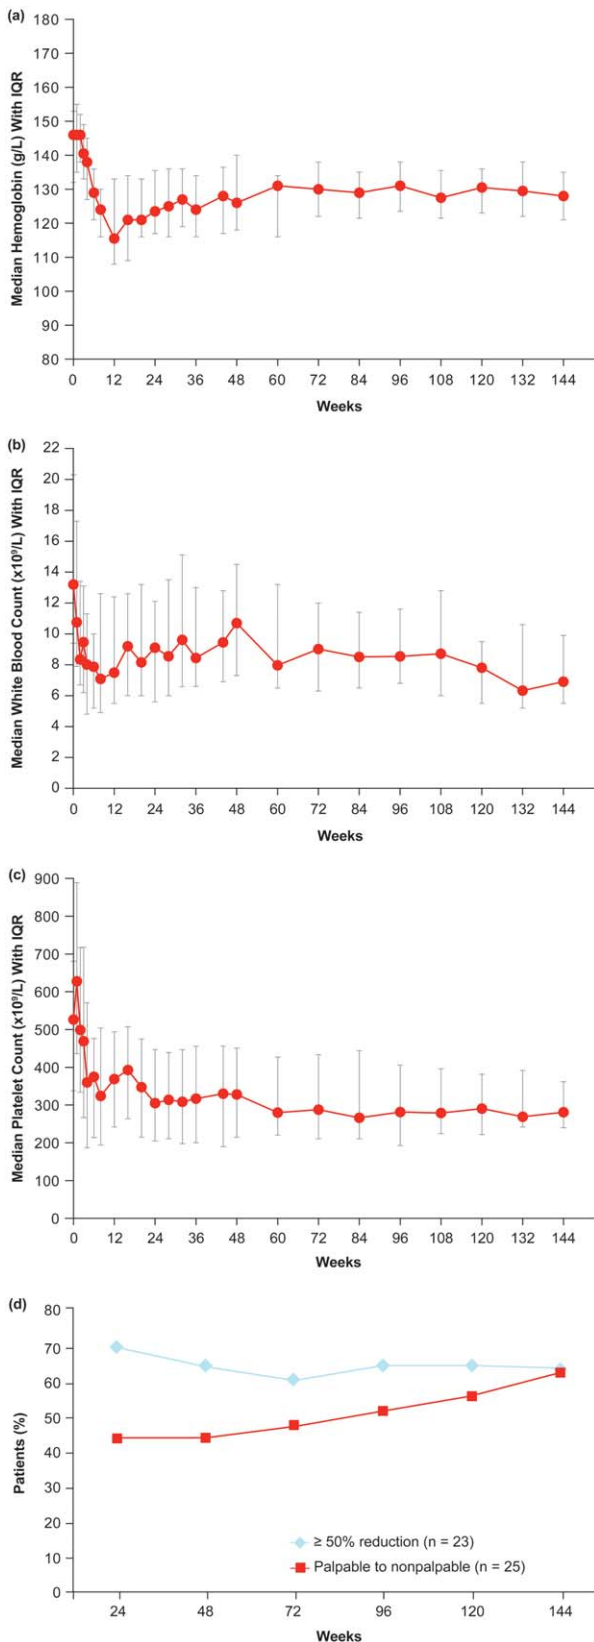 (a)
Median Hemoglobin (g/L) With IQR
180
170
160
150
140
130
120
110
100
90
80
0 12 24 36 48 60 72 84 96 108 120 132 144
Weeks
(b)
Median White Blood Count (x10⁹/L) With IQR
22
20
18
16
14
12
10
8
6
4
2
0
0 12 24 36 48 60 72 84 96 108 120 132 144
Weeks
(c)
Median Platelet Count (x10⁹/L) With IQR
900
800
700
600
500
400
300
200
100
0
0 12 24 36 48 60 72 84 96 108 120 132 144
Weeks
(d)
Patients (%)
80
70
60
50
40
30
20
10
0
≥ 50% reduction (n = 23)
Palpable to nonpalpable (n = 25)
24 48 72 96 120 144
Weeks